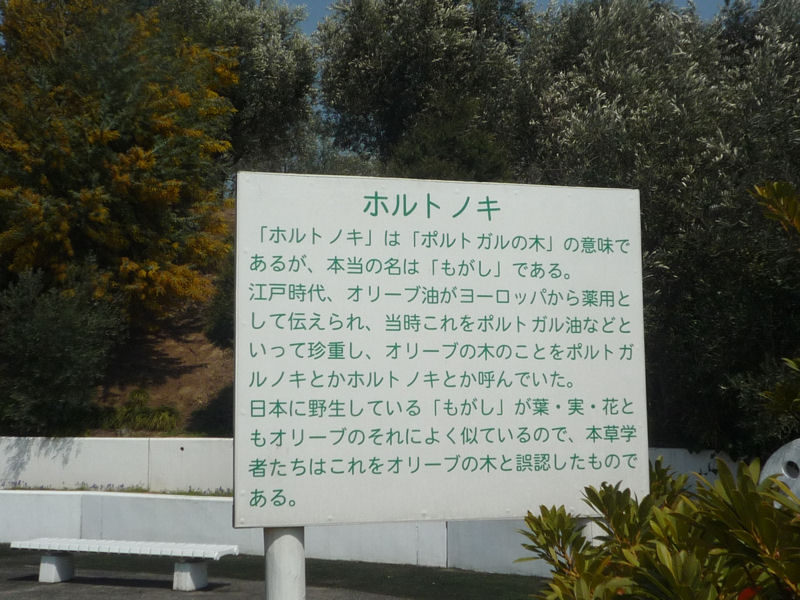 ホルトノキ
「ホルトノキ」は「ポルトガルの木」の意味で
あるが、本当の名は「もがし」である。
江戸時代、オリーブ油がヨーロッパから薬用と
して伝えられ、当時これをポルトガル油などと
いって珍重し、オリーブの木のことをポルトガ
ルノキとかホルトノキとか呼んでいた。
日本に野生している「もがし」が葉・実・花と
もオリーブのそれによく似ているので、本草学
者たちはこれをオリーブの木と誤認したもので
ある。